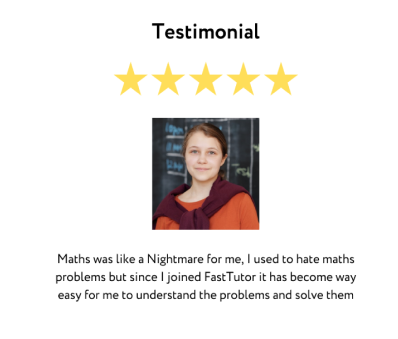 Testimonial
Maths was like a Nightmare for me, I used to hate maths
problems but since I joined FastTutor it has become way
easy for me to understand the problems and solve them